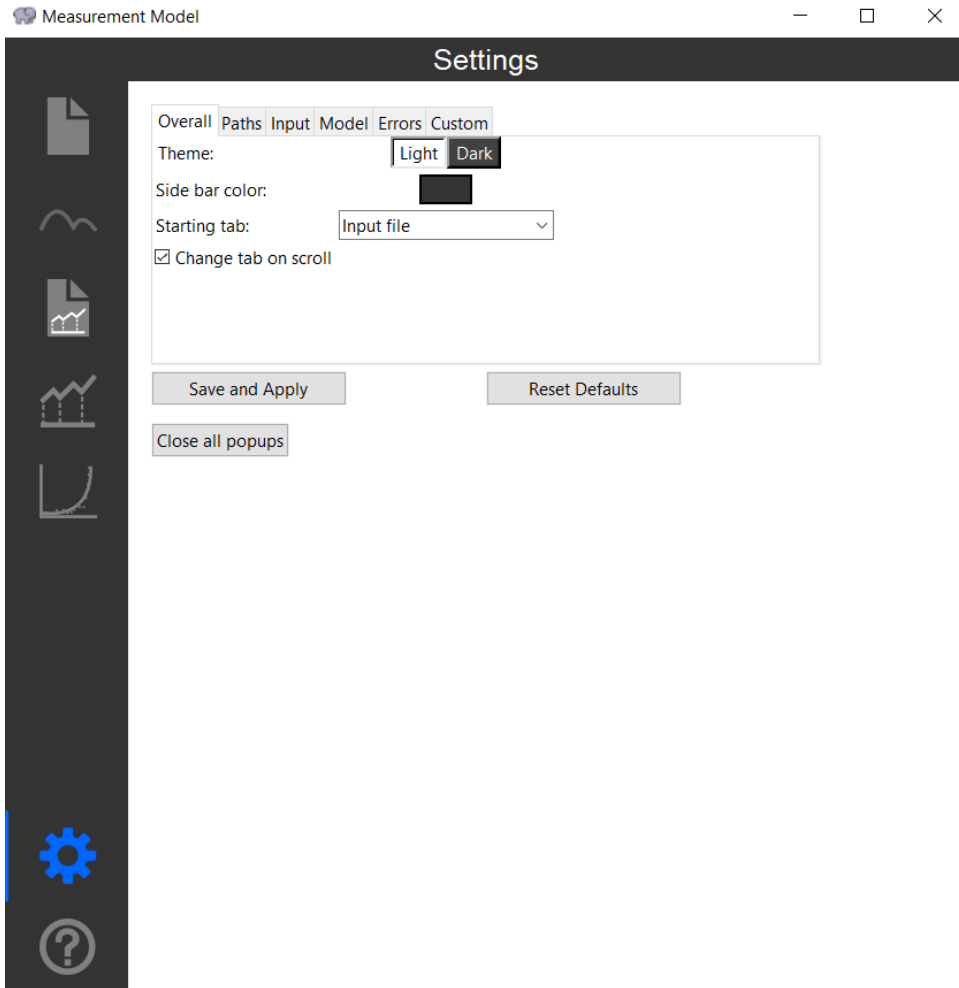 Measurement Model
Settings
Overall Paths Input Model Errors Custom
Theme: Light Dark
Side bar color:
Starting tab: Input file
Change tab on scroll
Save and Apply Reset Defaults
Close all popups
?